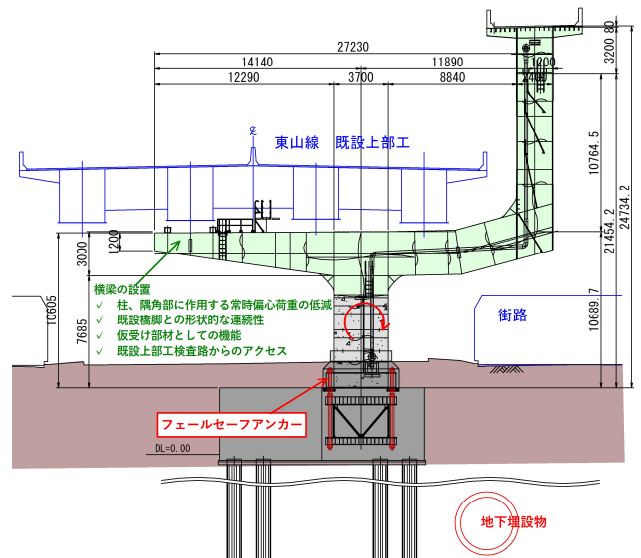 27230
14140
11890
1200
12290
3700
8840
3200
80
東山線 既設上部工
10764.5
21454.2
24734.2
10689.7
3000
1200
10605
7685
横梁の設置
✓ 柱、隅角部に作用する常時偏心荷重の低減
✓ 既設橋脚との形状的な連続性
✓ 仮受け部材としての機能
✓ 既設上部工検査路からのアクセス
街路
フェールセーフアンカー
DL=0.00
地下埋設物